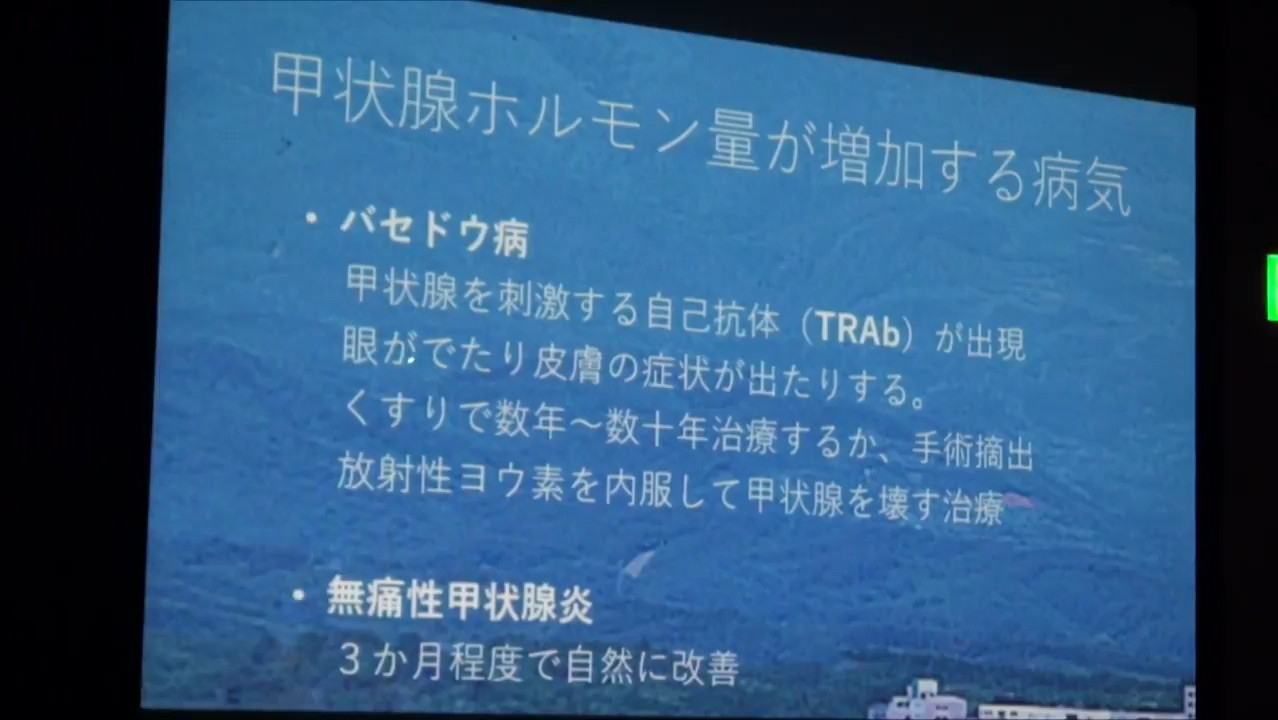 甲状腺ホルモン量が増加する病気
• バセドウ病
甲状腺を刺激する自己抗体（TRAb）が出現
眼がでたり皮膚の症状が出たりする。
くすりで数年～数十年治療するか、手術摘出
放射性ヨウ素を内服して甲状腺を壊す治療
• 無痛性甲状腺炎
３か月程度で自然に改善